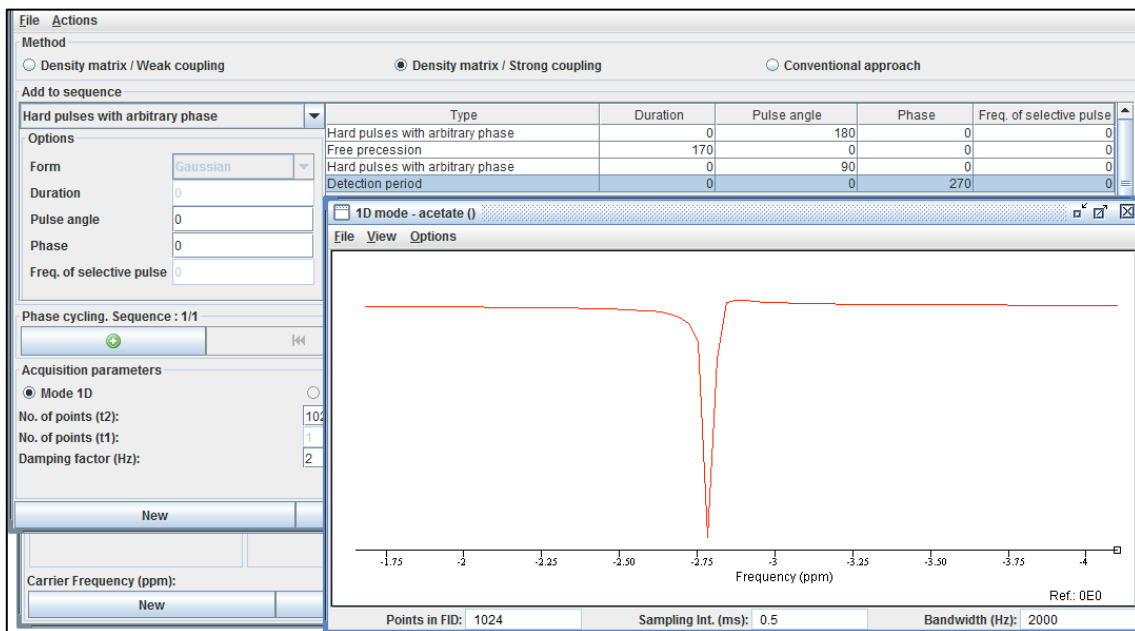 File Actions
Method
Density matrix / Weak coupling Density matrix / Strong coupling Conventional approach
Add to sequence
Hard pulses with arbitrary phase
Type Duration Pulse angle Phase Freq. of selective pulse
Hard pulses with arbitrary phase 0 180 0 0
Free precession 170 0 0 0
Hard pulses with arbitrary phase 0 90 0 0
Detection period 0 0 270 0
Options
Form Gaussian
Duration 0
Pulse angle 0
Phase 0
Freq. of selective pulse 0
Phase cycling. Sequence : 1/1
Acquisition parameters
Mode 1D
No. of points (t2): 102
No. of points (t1): 1
Damping factor (Hz): 2
New
Carrier Frequency (ppm):
New
1D mode - acetate ()
File View Options
-1.75 -2 -2.25 -2.50 -2.75 -3 -3.25 -3.50 -3.75 -4
Frequency (ppm)
Ref.: 0E0
Points in FID: 1024 Sampling Int. (ms): 0.5 Bandwidth (Hz): 2000